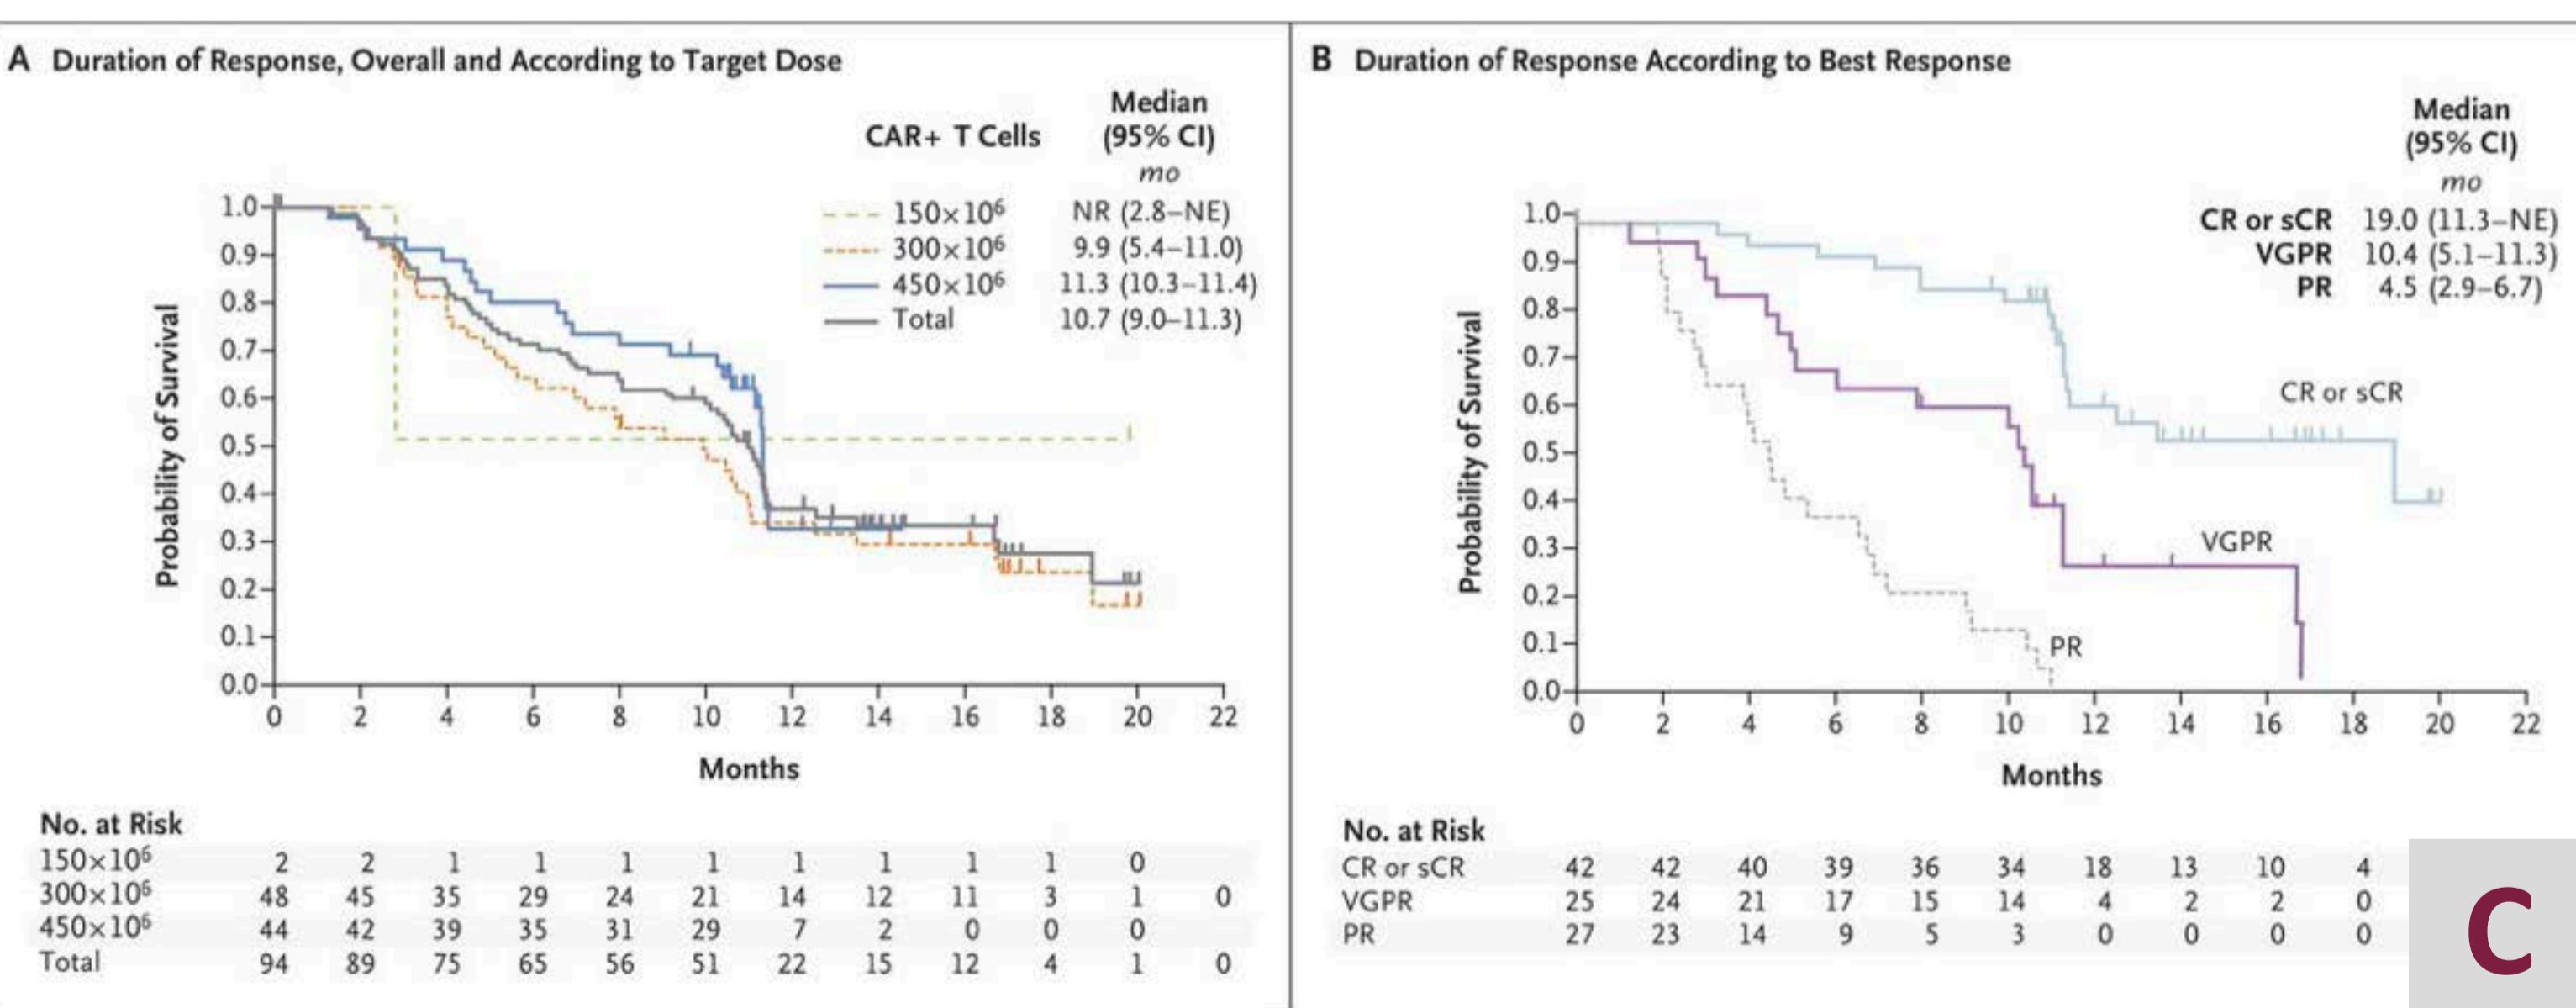 A Duration of Response, Overall and According to Target Dose
CAR+ T Cells
Median
(95% CI)
mo
150×10⁶ NR (2.8–NE)
300×10⁶ 9.9 (5.4–11.0)
450×10⁶ 11.3 (10.3–11.4)
Total 10.7 (9.0–11.3)
Probability of Survival
1.0
0.9
0.8
0.7
0.6
0.5
0.4
0.3
0.2
0.1
0.0
0 2 4 6 8 10 12 14 16 18 20 22
Months
No. at Risk
150×10⁶ 2 2 1 1 1 1 1 1 1 1 0
300×10⁶ 48 45 35 29 24 21 14 12 11 3 1 0
450×10⁶ 44 42 39 35 31 29 7 2 0 0 0
Total 94 89 75 65 56 51 22 15 12 4 1 0
B Duration of Response According to Best Response
Median
(95% CI)
mo
CR or sCR 19.0 (11.3–NE)
VGPR 10.4 (5.1–11.3)
PR 4.5 (2.9–6.7)
Probability of Survival
1.0
0.9
0.8
0.7
0.6
0.5
0.4
0.3
0.2
0.1
0.0
CR or sCR
VGPR
PR
0 2 4 6 8 10 12 14 16 18 20 22
Months
No. at Risk
CR or sCR 42 42 40 39 36 34 18 13 10 4
VGPR 25 24 21 17 15 14 4 2 2 0
PR 27 23 14 9 5 3 0 0 0 0
C